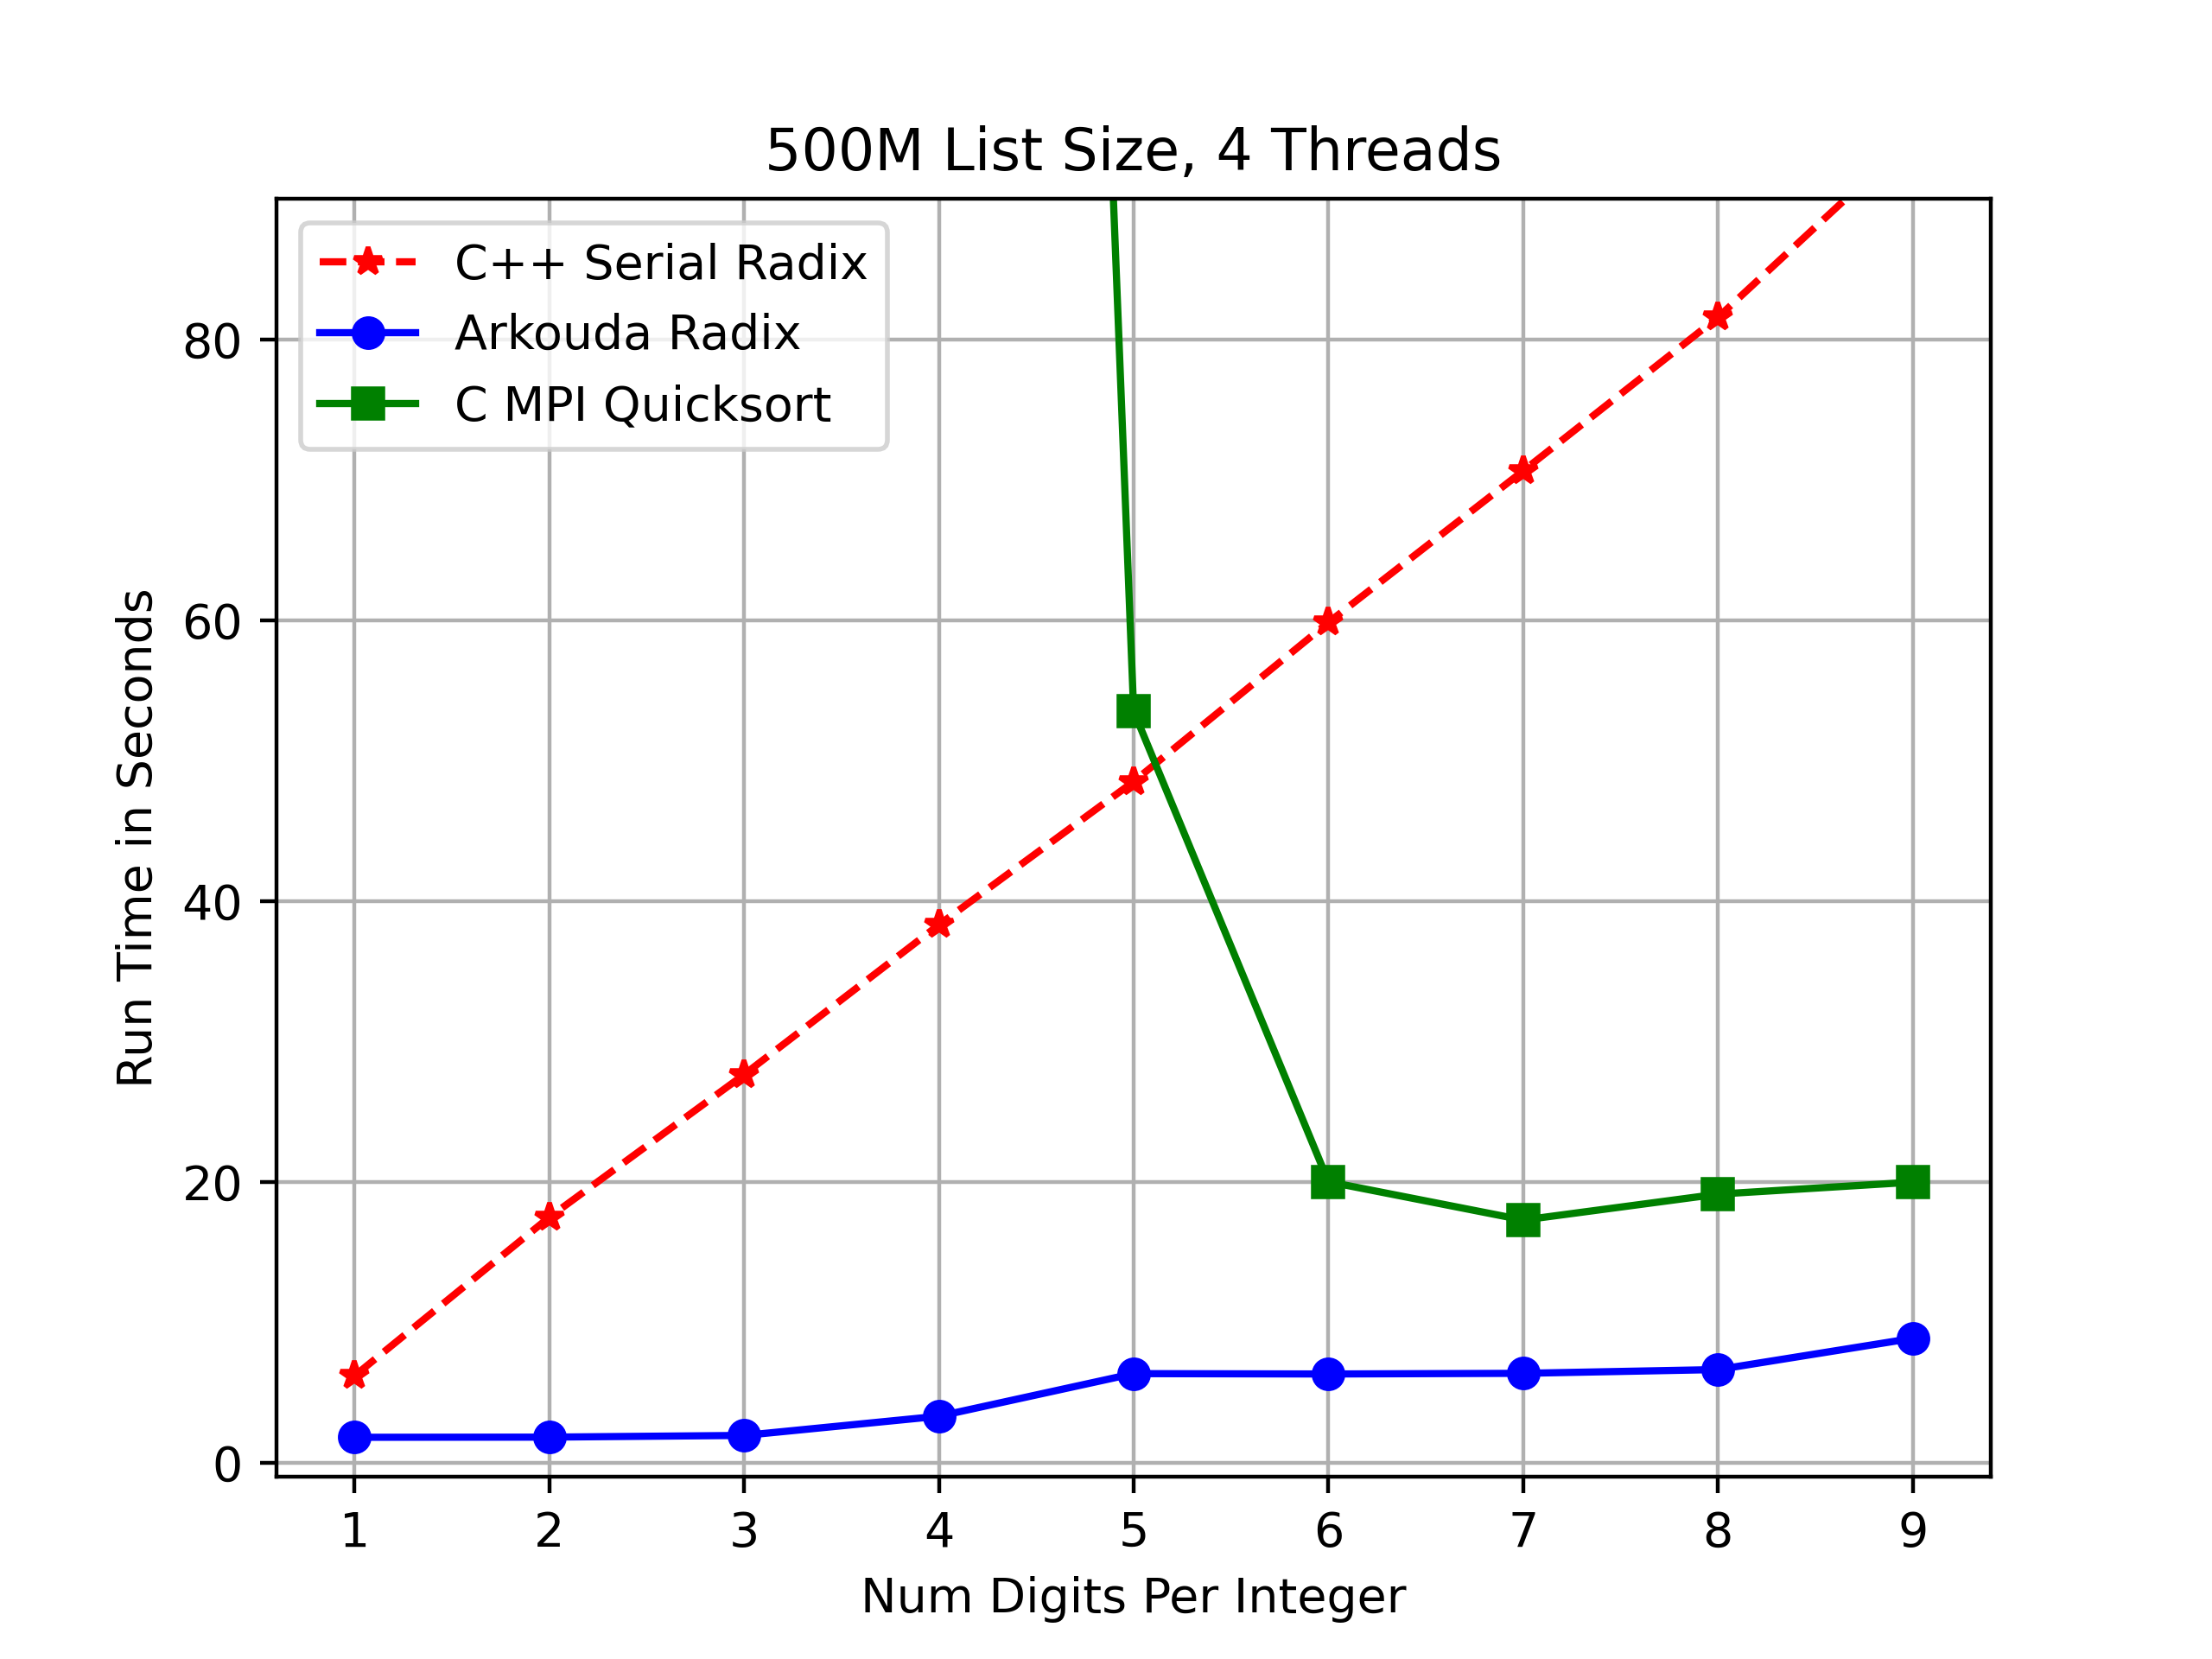 500M List Size, 4 Threads
C++ Serial Radix
Arkouda Radix
C MPI Quicksort
Run Time in Seconds
80
60
40
20
0
1 2 3 4 5 6 7 8 9
Num Digits Per Integer